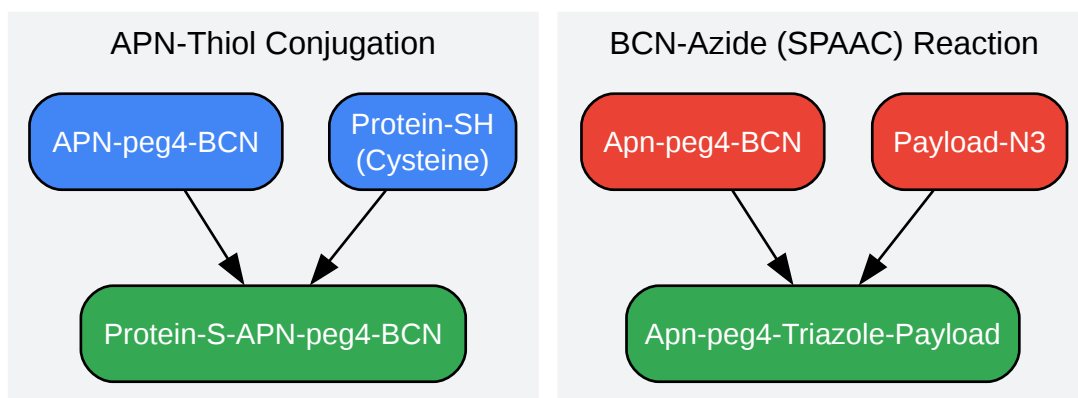 APN-Thiol Conjugation
APN-peg4-BCN
Protein-SH
(Cysteine)
Protein-S-APN-peg4-BCN
BCN-Azide (SPAAC) Reaction
Apn-peg4-BCN
Payload-N3
Apn-peg4-Triazole-Payload